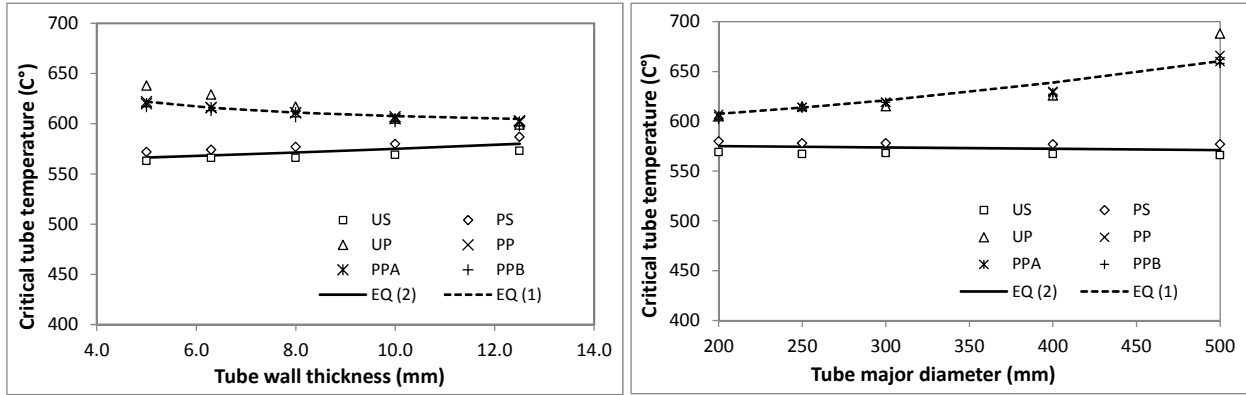 Critical tube temperature (C°)
700
650
600
550
500
450
400
US PS
UP PP
PPA PPB
EQ (2) EQ (1)
4.0 6.0 8.0 10.0 12.0 14.0
Tube wall thickness (mm)
Critical tube temperature (C°)
700
650
600
550
500
450
400
US PS
UP PP
PPA PPB
EQ (2) EQ (1)
200 250 300 350 400 450 500
Tube major diameter (mm)